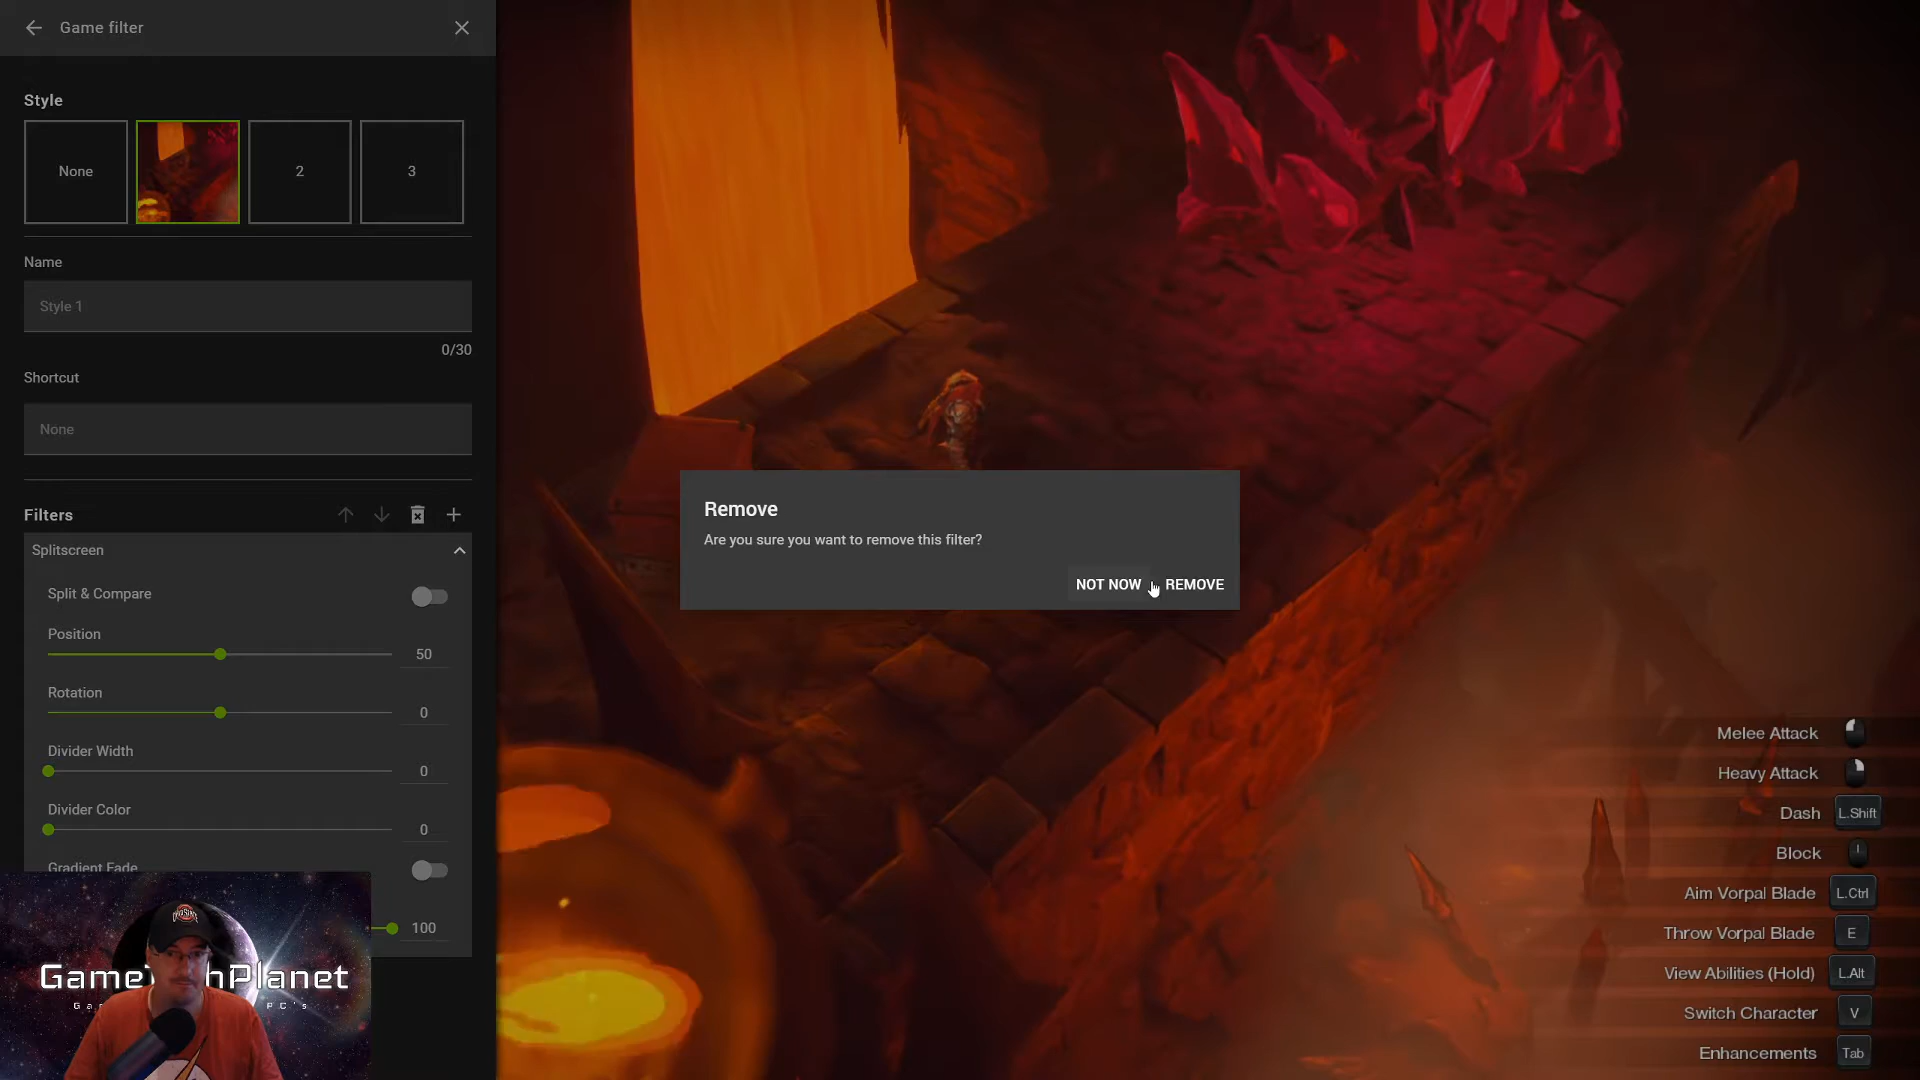 Game filter
Style
None
2
3
Name
Style 1
0/30
Shortcut
None
Filters
Splitscreen
Split & Compare
Position
50
Rotation
0
Divider Width
0
Divider Color
0
Gradient Fade
100
Remove
Are you sure you want to remove this filter?
NOT NOW
REMOVE
Melee Attack
Heavy Attack
Dash L.Shift
Block
Aim Vorpal Blade L.Ctrl
Throw Vorpal Blade E
View Abilities (Hold) L.Alt
Switch Character V
Enhancements Tab